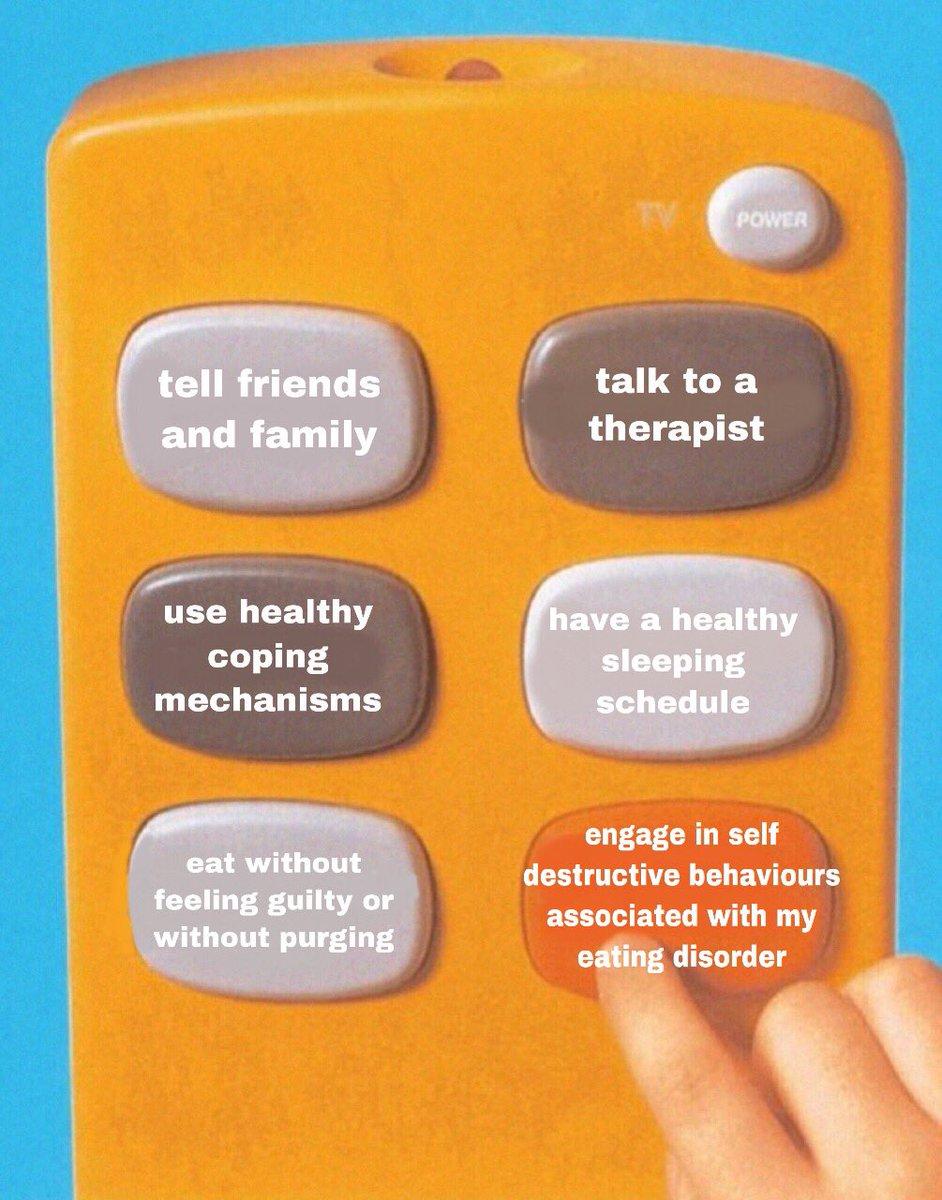 TV
POWER
tell friends
and family
talk to a
therapist
use healthy
coping
mechanisms
have a healthy
sleeping
schedule
eat without
feeling guilty or
without purging
engage in self
destructive behaviours
associated with my
eating disorder